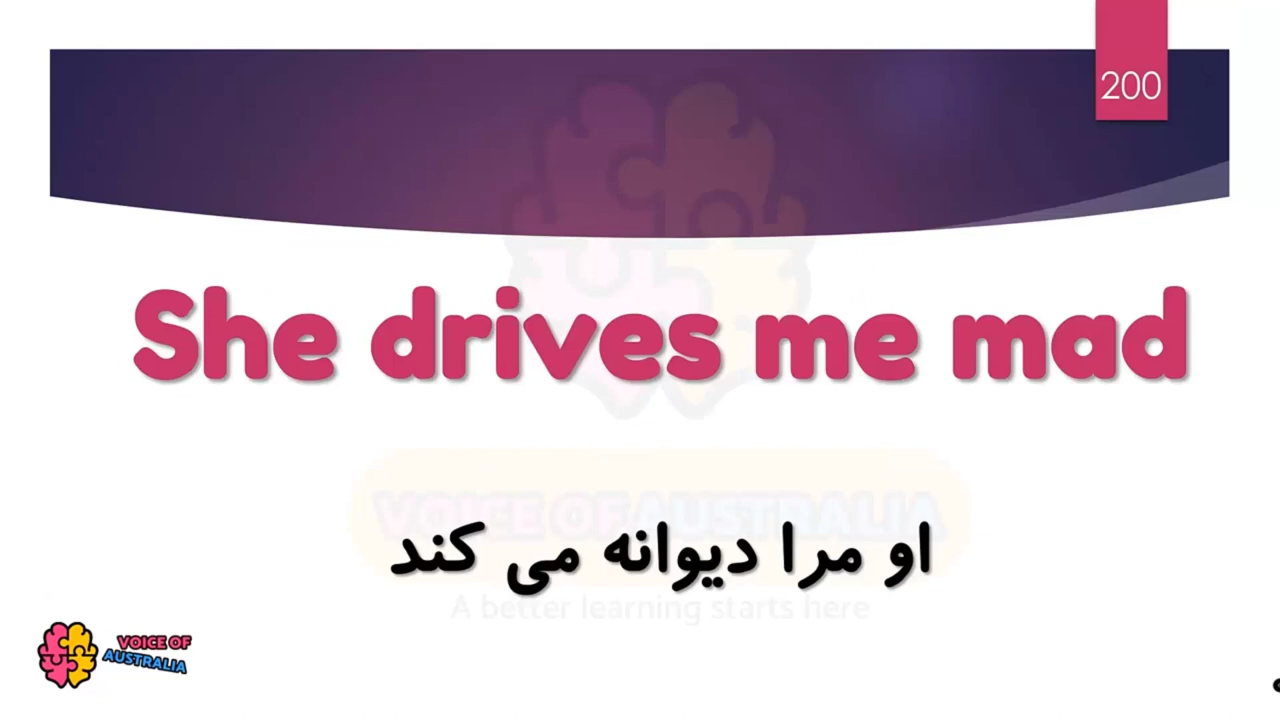 200
She drives me mad
VOICE OF AUSTRALIA
او مرا دیوانه می کند
A better learning starts here
VOICE OF
AUSTRALIA